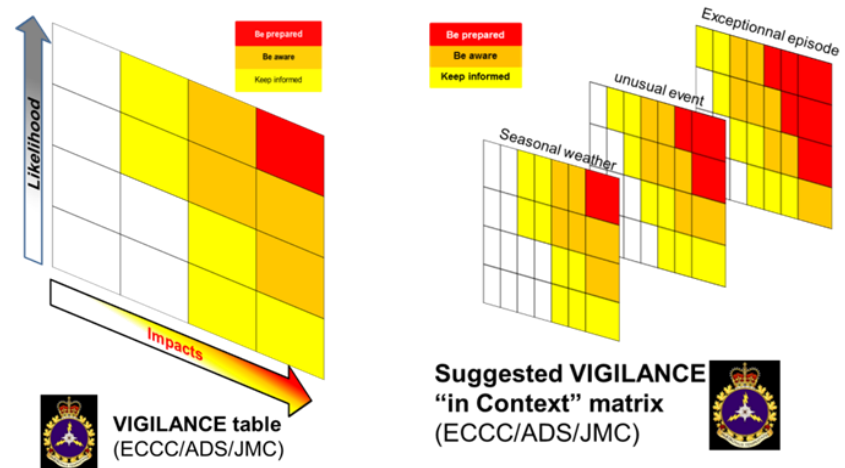 Be prepared
Be aware
Keep informed
Likelihood
Impacts
VIGILANCE table
(ECCC/ADS/JMC)
Be prepared
Be aware
Keep informed
Exceptionnal episode
unusual event
Seasonal weather
Suggested VIGILANCE
“in Context” matrix
(ECCC/ADS/JMC)